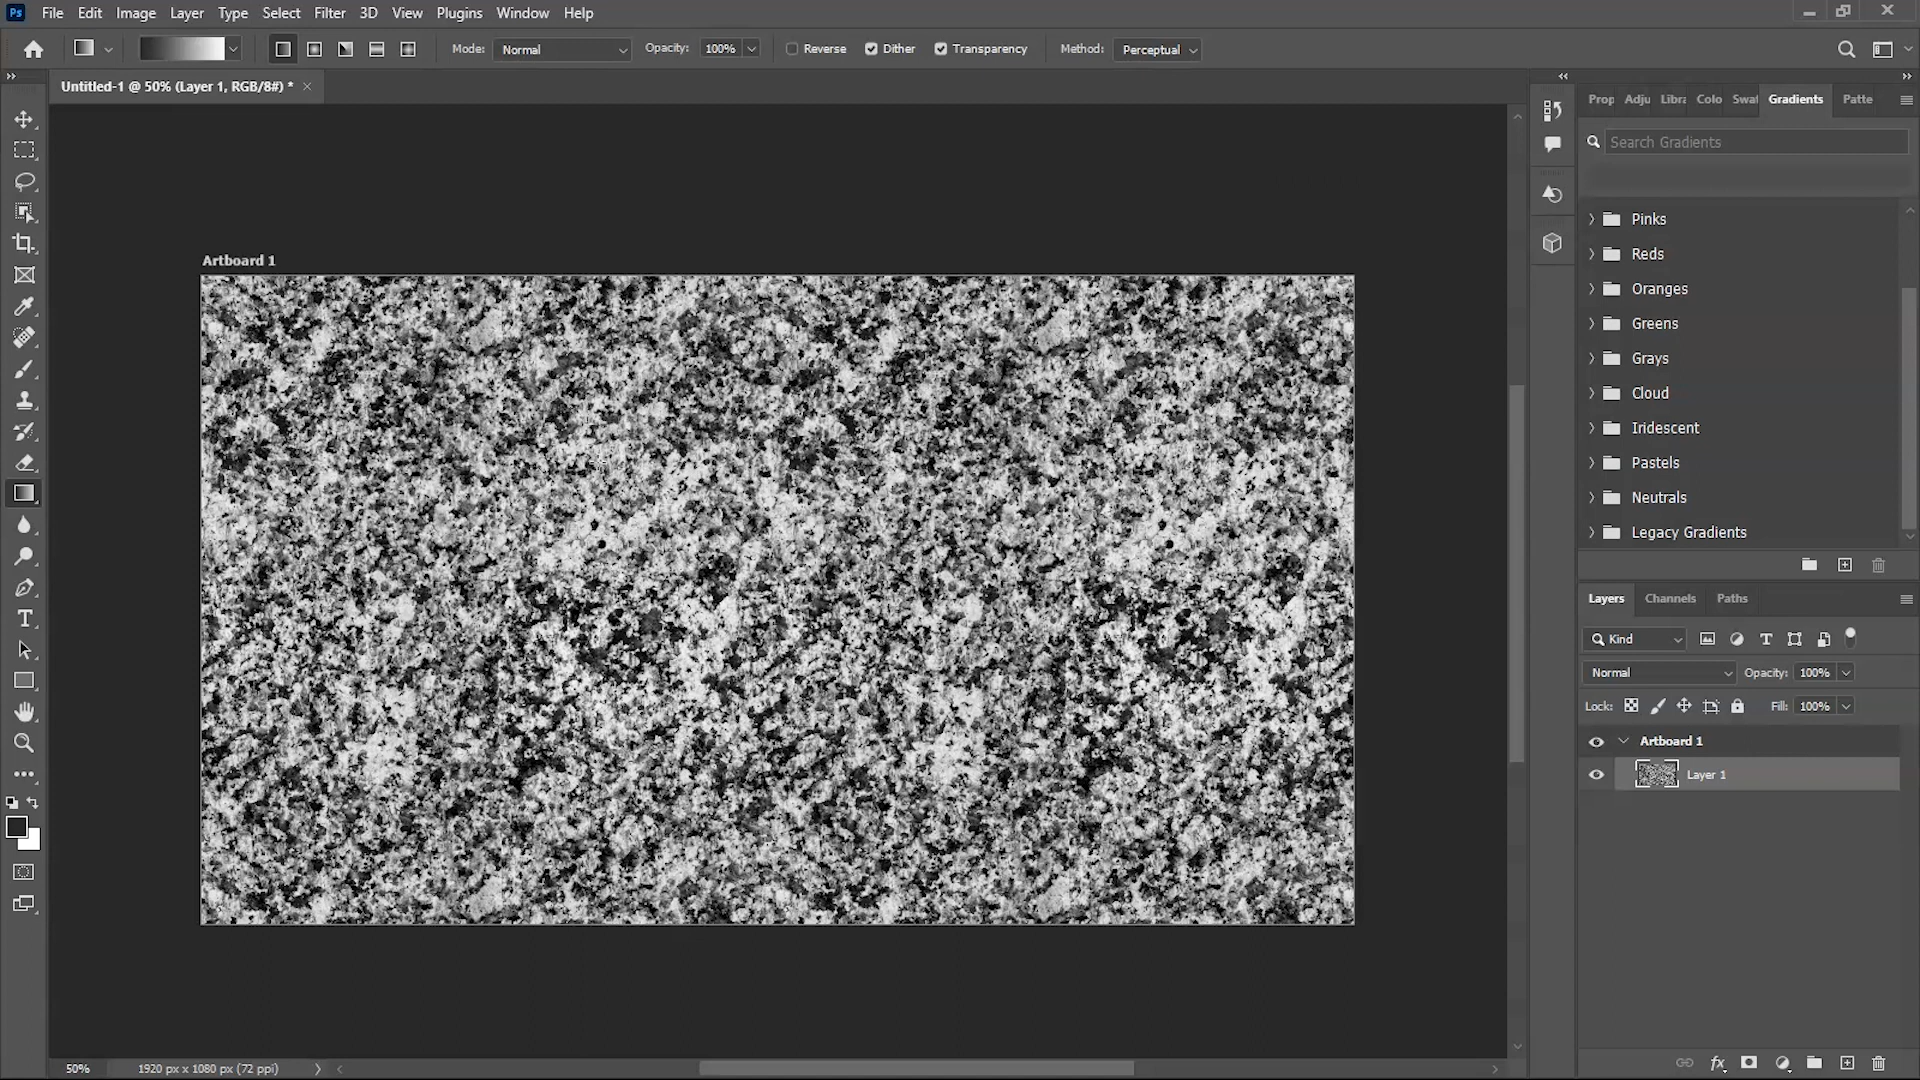 Ps File Edit Image Layer Type Select Filter 3D View Plugins Window Help
Mode: Normal Opacity: 100% Reverse Dither Transparency Method: Perceptual
Untitled-1 @ 50% (Layer 1, RGB/8#) *
Prop Adju Libra Colo Swat Gradients Patte
Search Gradients
Pinks
Reds
Oranges
Greens
Grays
Cloud
Iridescent
Pastels
Neutrals
Legacy Gradients
Artboard 1
Layers Channels Paths
Kind
Normal Opacity: 100%
Lock: Fill: 100%
Artboard 1
Layer 1
50% 1920 px x 1080 px (72 ppi)